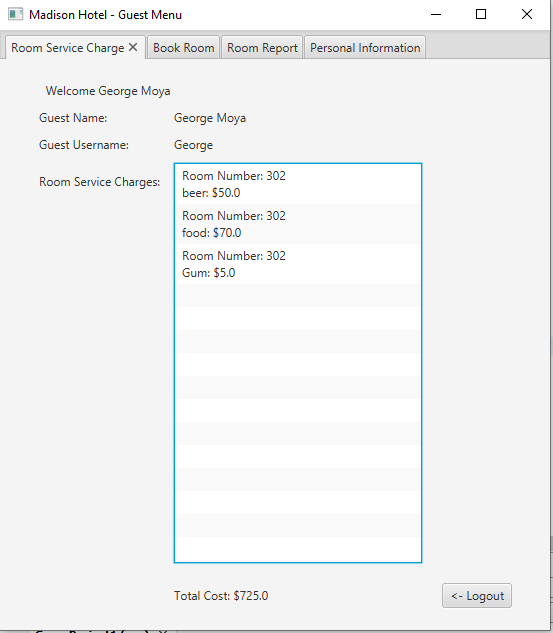 Madison Hotel - Guest Menu
Room Service Charge Book Room Room Report Personal Information
Welcome George Moya
Guest Name: George Moya
Guest Username: George
Room Service Charges:
Room Number: 302
beer: $50.0
Room Number: 302
food: $70.0
Room Number: 302
Gum: $5.0
Total Cost: $725.0
<- Logout